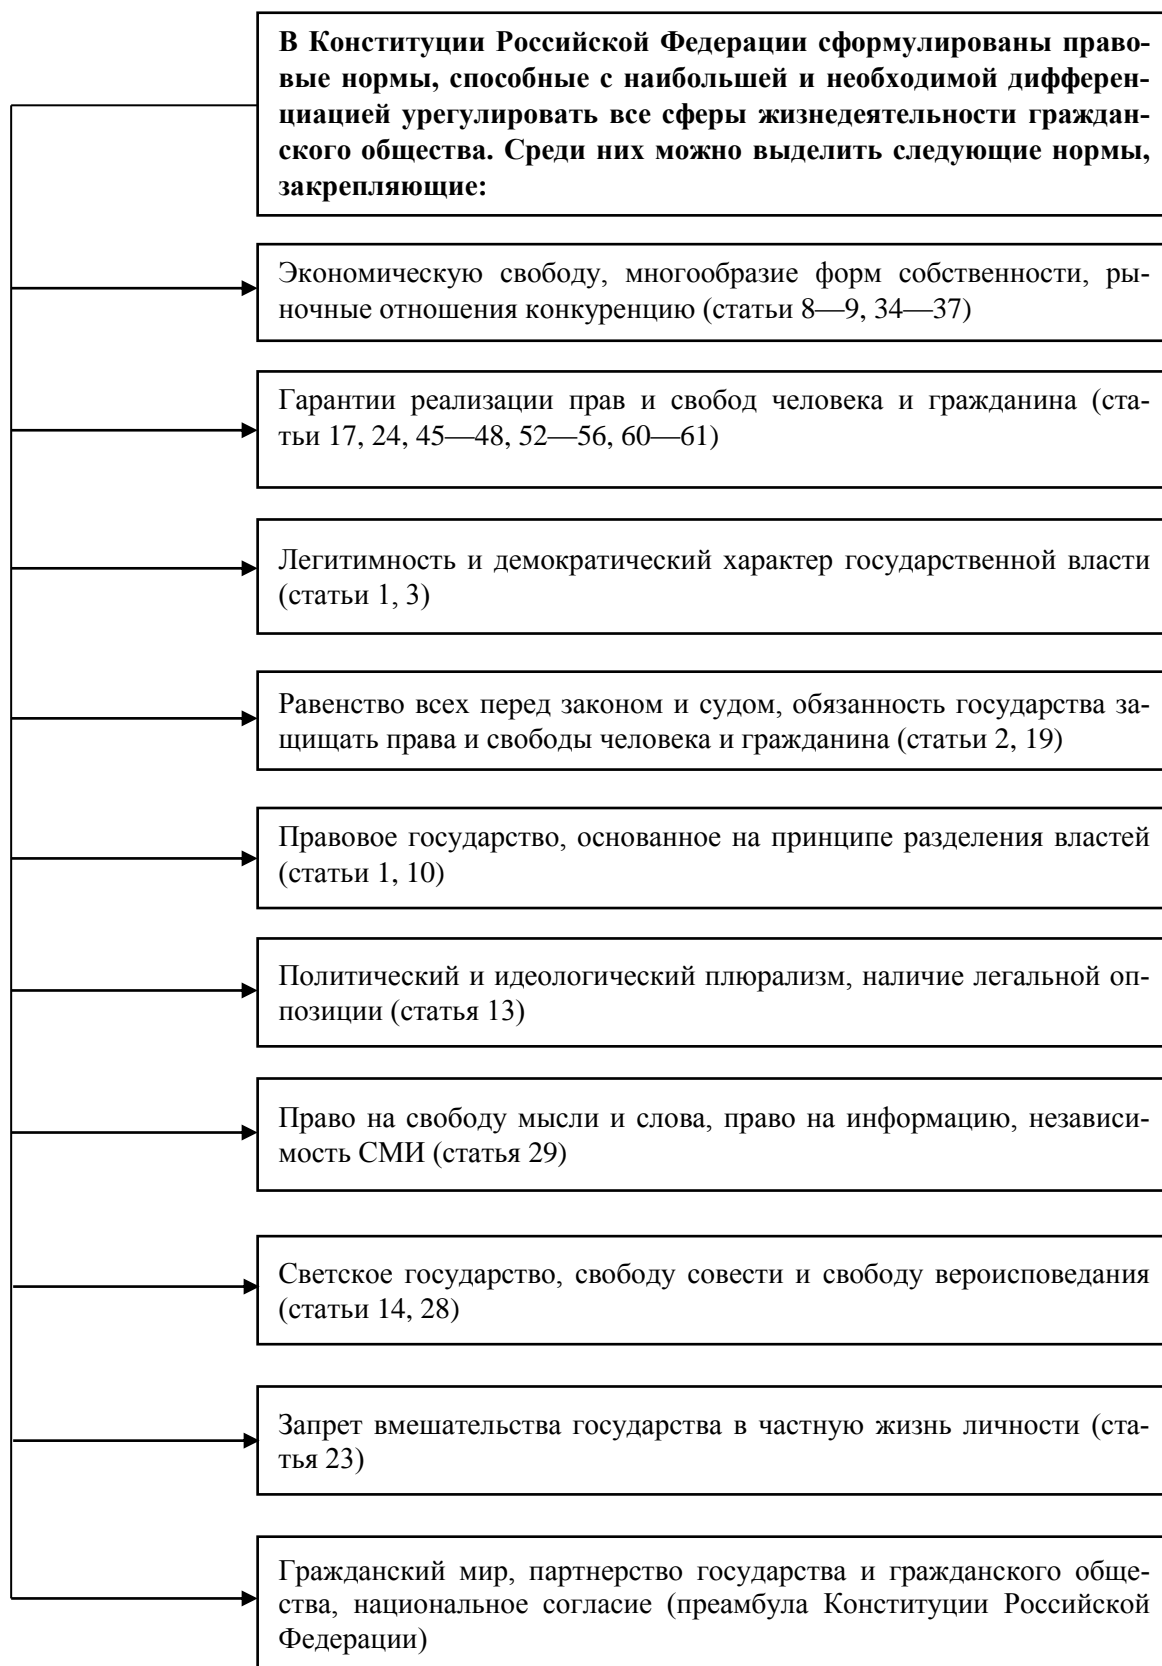 В Конституции Российской Федерации сформулированы право-
вые нормы, способные с наибольшей и необходимой дифферен-
циацией урегулировать все сферы жизнедеятельности граждан-
ского общества. Среди них можно выделить следующие нормы,
закрепляющие:
Экономическую свободу, многообразие форм собственности, ры-
ночные отношения конкуренцию (статьи 8—9, 34—37)
Гарантии реализации прав и свобод человека и гражданина (ста-
тьи 17, 24, 45—48, 52—56, 60—61)
Легитимность и демократический характер государственной власти
(статьи 1, 3)
Равенство всех перед законом и судом, обязанность государства за-
щищать права и свободы человека и гражданина (статьи 2, 19)
Правовое государство, основанное на принципе разделения властей
(статьи 1, 10)
Политический и идеологический плюрализм, наличие легальной оп-
позиции (статья 13)
Право на свободу мысли и слова, право на информацию, независи-
мость СМИ (статья 29)
Светское государство, свободу совести и свободу вероисповедания
(статьи 14, 28)
Запрет вмешательства государства в частную жизнь личности (ста-
тья 23)
Гражданский мир, партнерство государства и гражданского обще-
ства, национальное согласие (преамбула Конституции Российской
Федерации)